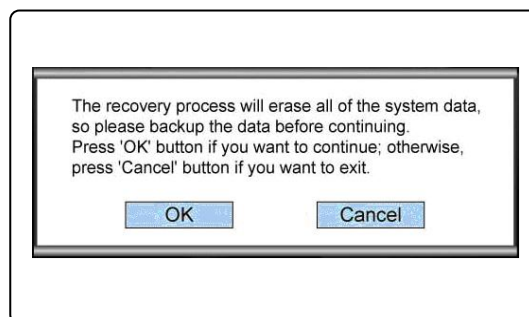 The recovery process will erase all of the system data,
so please backup the data before continuing.
Press 'OK' button if you want to continue; otherwise,
press 'Cancel' button if you want to exit.
OK Cancel